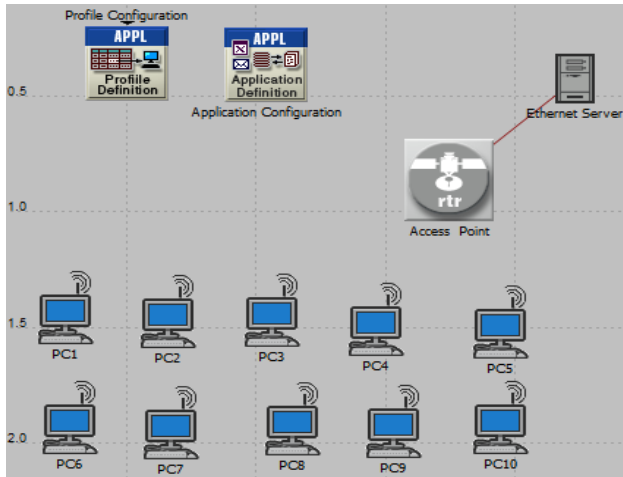 Profile Configuration
APPL
Profile
Definition
APPL
Application
Definition
Application Configuration
Ethernet Server
0.5
rtr
Access Point
1.0
1.5
PC1
PC2
PC3
PC4
PC5
2.0
PC6
PC7
PC8
PC9
PC10